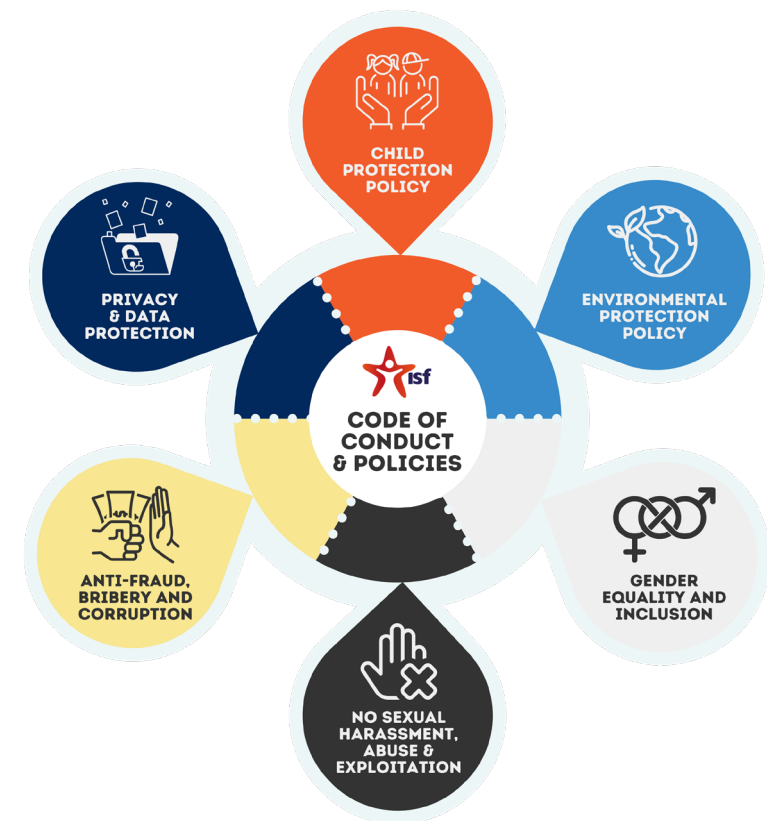 CHILD
PROTECTION
POLICY
PRIVACY
& DATA
PROTECTION
ENVIRONMENTAL
PROTECTION
POLICY
isf
CODE OF
CONDUCT
& POLICIES
ANTI-FRAUD,
BRIBERY AND
CORRUPTION
GENDER
EQUALITY AND
INCLUSION
NO SEXUAL
HARASSMENT,
ABUSE &
EXPLOITATION